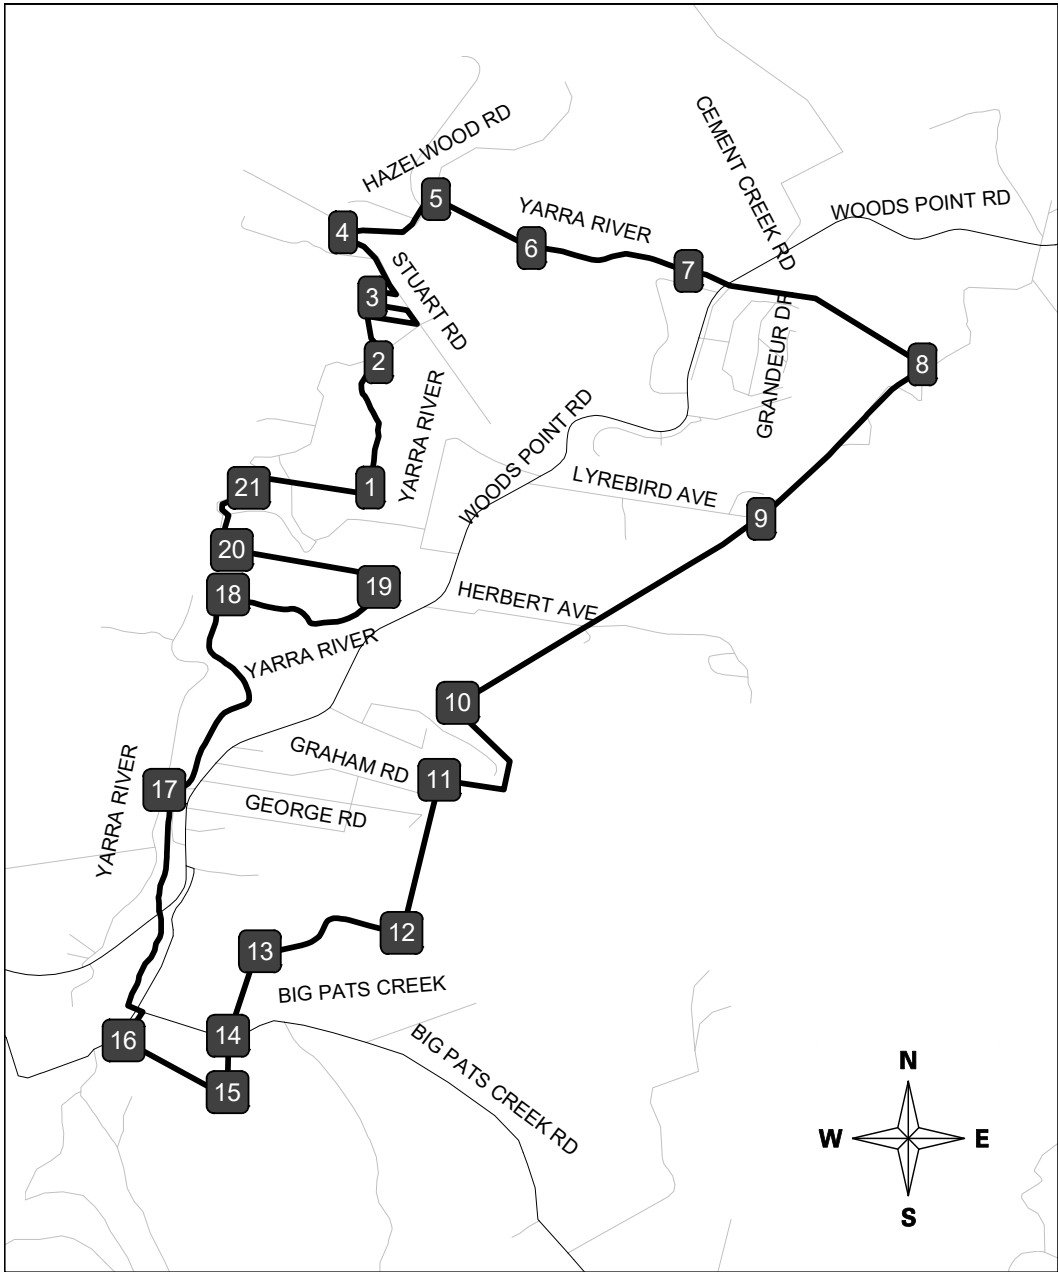 HAZELWOOD RD
CEMENT CREEK RD
WOODS POINT RD
5
YARRA RIVER
4
6
STUART RD
7
3
GRANDEUR DR
2
8
YARRA RIVER
WOODS POINT RD
21
1
LYREBIRD AVE
9
20
19
18
HERBERT AVE
YARRA RIVER
10
GRAHAM RD
11
17
GEORGE RD
YARRA RIVER
12
13
BIG PATS CREEK
14
16
BIG PATS CREEK RD
15
N
W
E
S